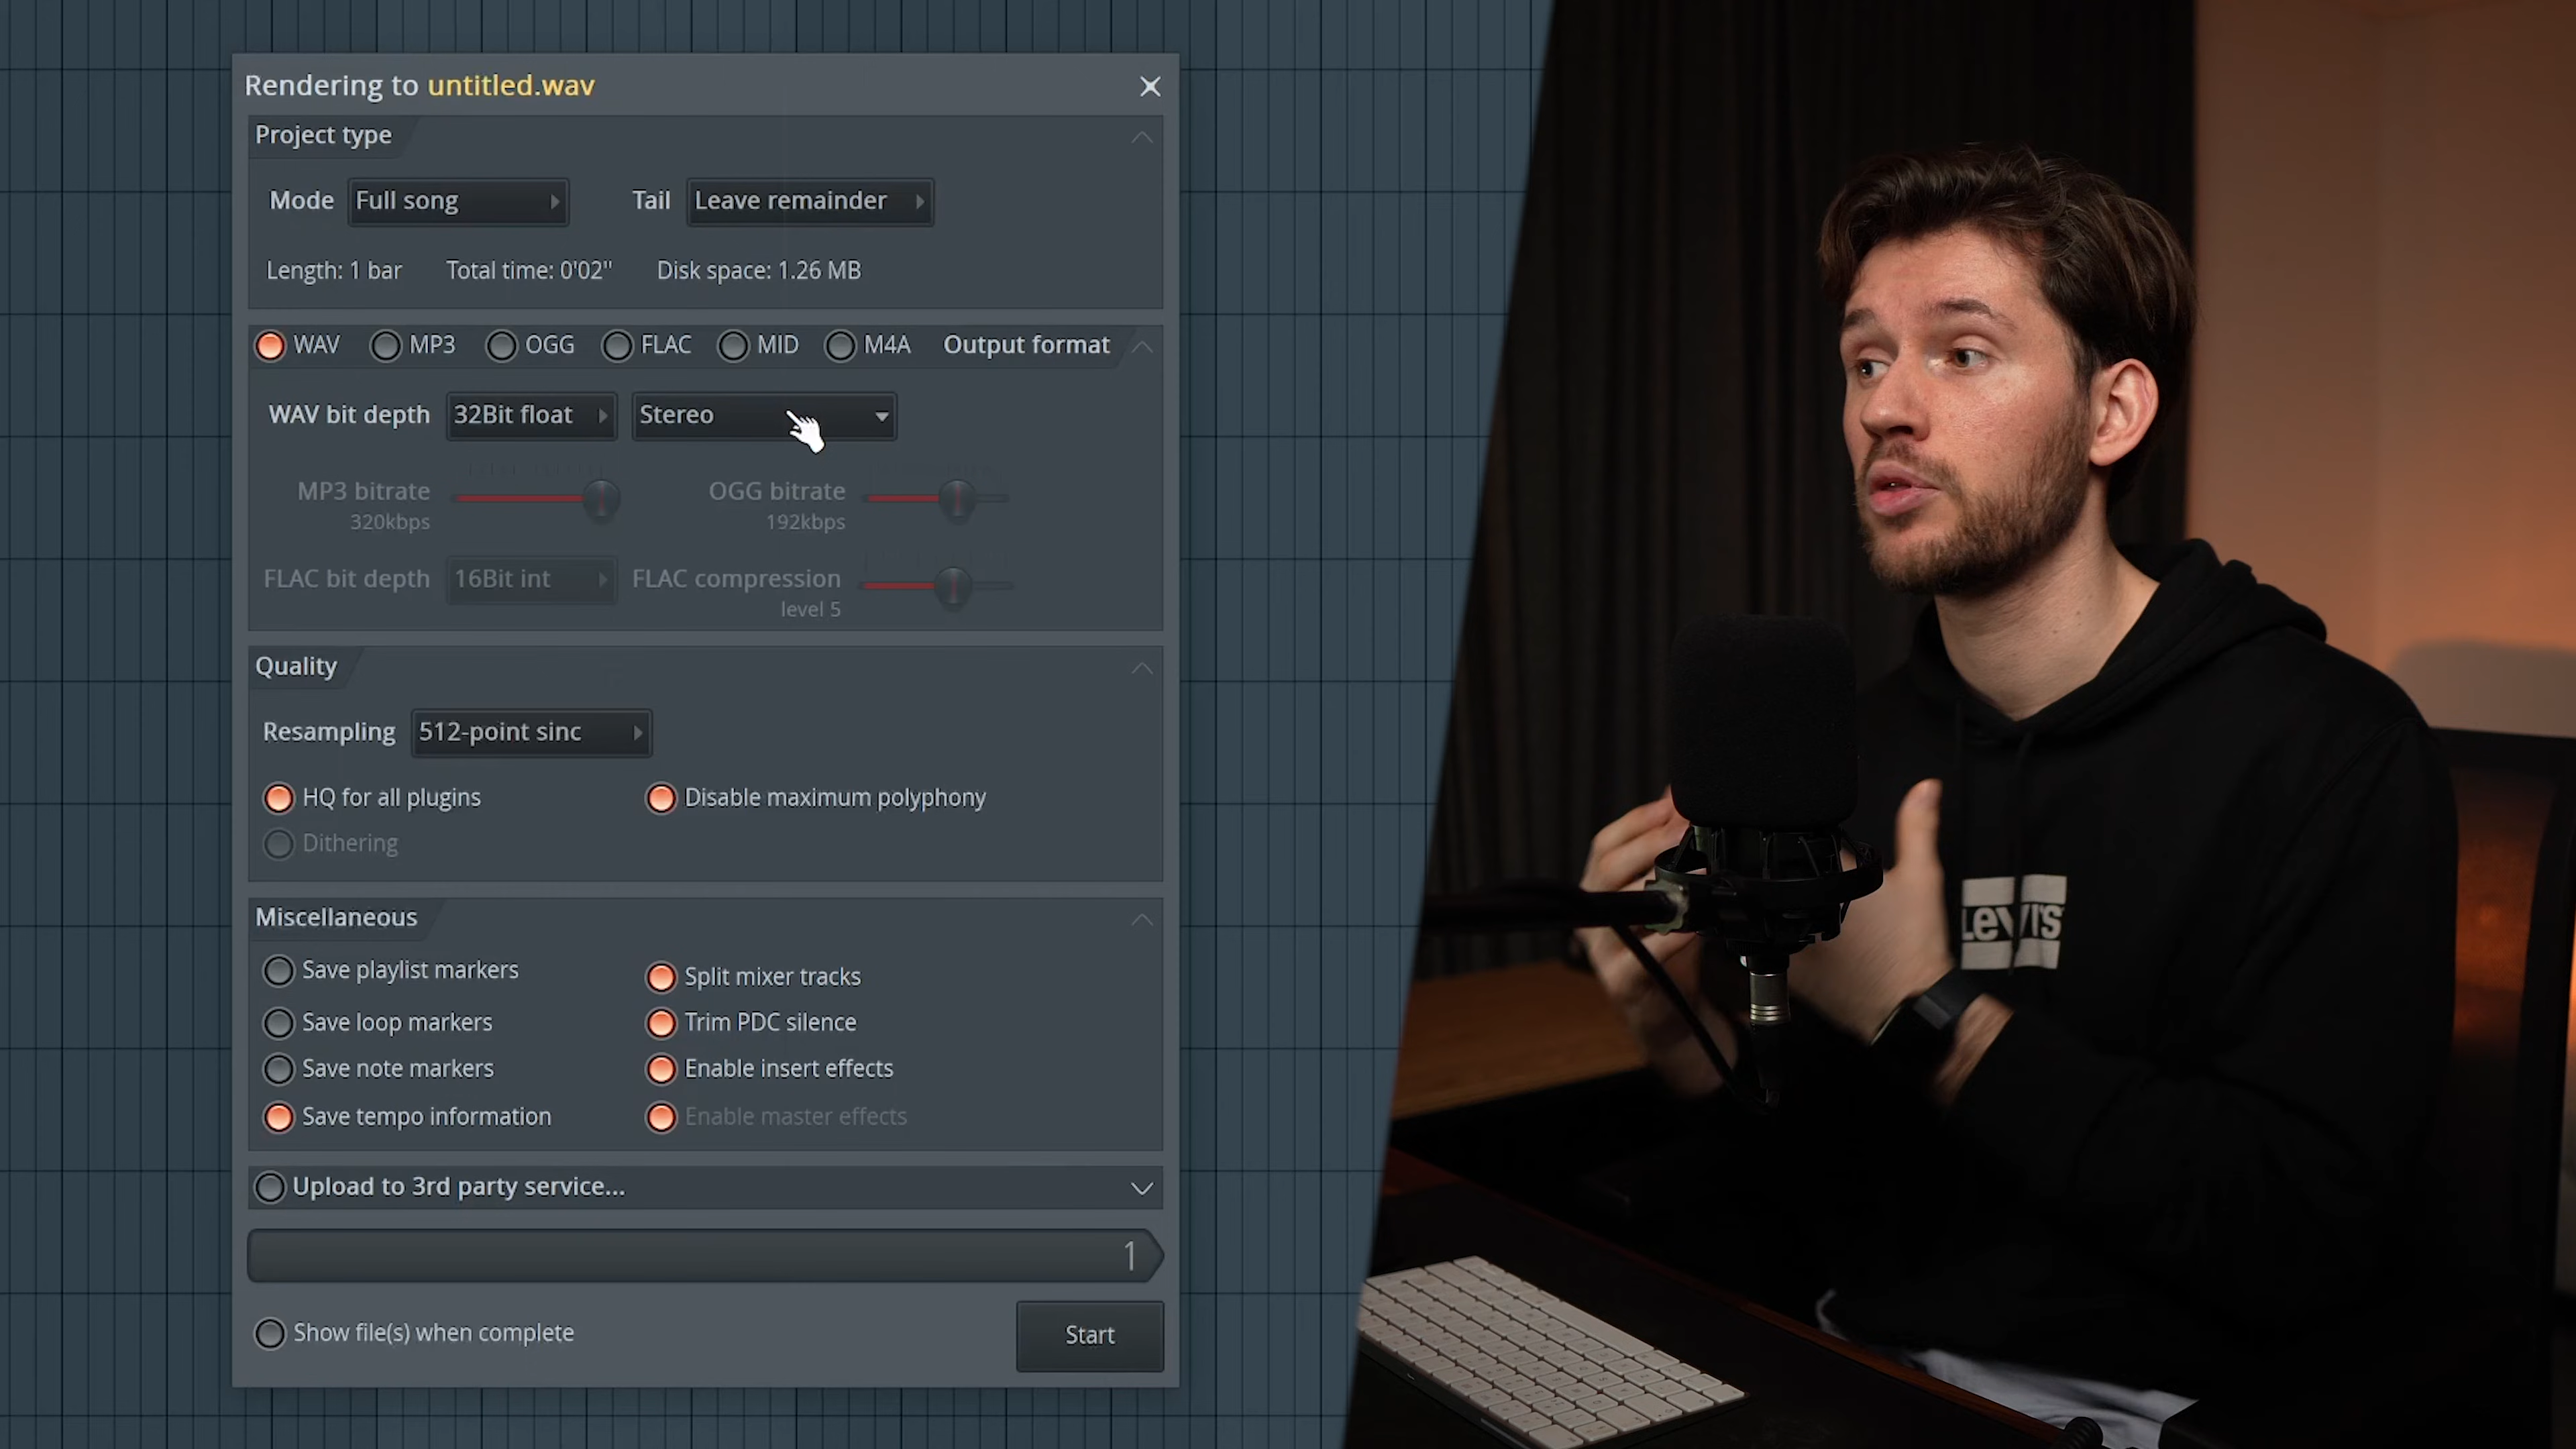 Rendering to untitled.wav
Project type
Mode Full song Tail Leave remainder
Length: 1 bar Total time: 0'02" Disk space: 1.26 MB
WAV MP3 OGG FLAC MID M4A Output format
WAV bit depth 32Bit float Stereo
MP3 bitrate OGG bitrate
320kbps 192kbps
FLAC bit depth 16Bit int FLAC compression
level 5
Quality
Resampling 512-point sinc
HQ for all plugins Disable maximum polyphony
Dithering
Miscellaneous
Save playlist markers Split mixer tracks
Save loop markers Trim PDC silence
Save note markers Enable insert effects
Save tempo information Enable master effects
Upload to 3rd party service...
1
Show file(s) when complete Start
Levi's